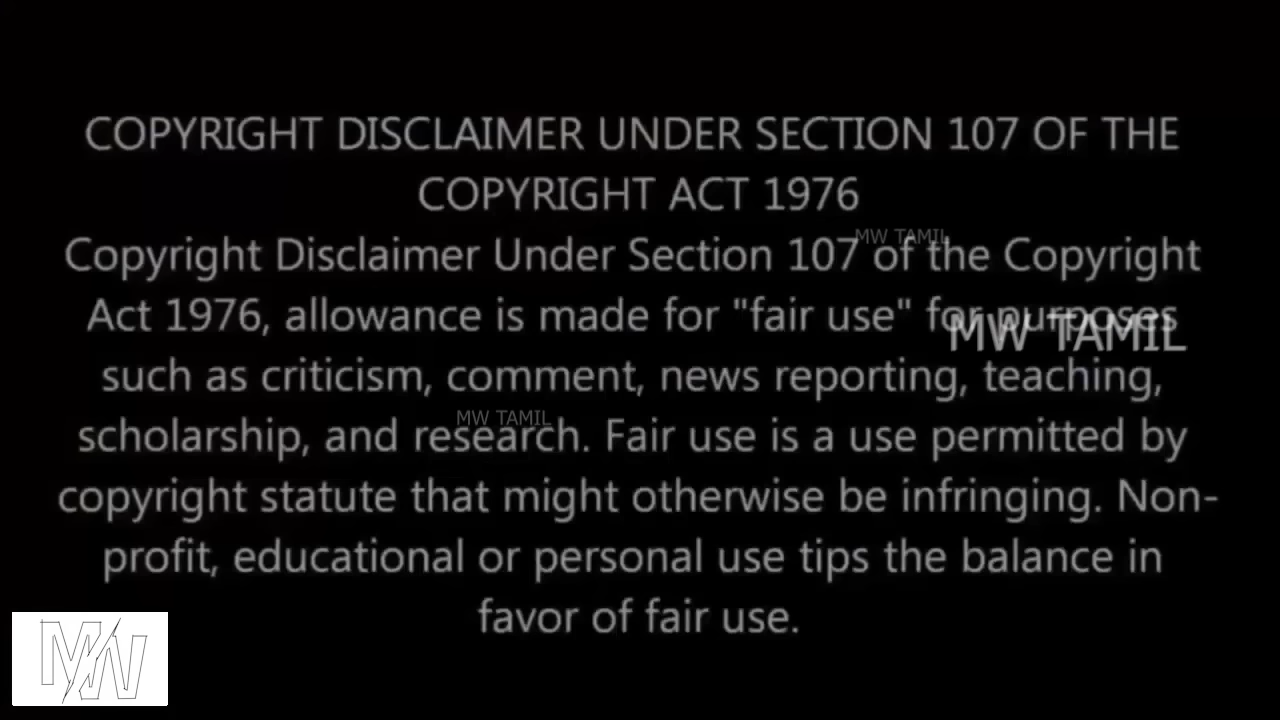 COPYRIGHT DISCLAIMER UNDER SECTION 107 OF THE
COPYRIGHT ACT 1976
MW TAMIL
Copyright Disclaimer Under Section 107 of the Copyright
Act 1976, allowance is made for "fair use" for purposes
MW TAMIL
such as criticism, comment, news reporting, teaching,
MW TAMIL
scholarship, and research. Fair use is a use permitted by
copyright statute that might otherwise be infringing. Non-
profit, educational or personal use tips the balance in
favor of fair use.
MW